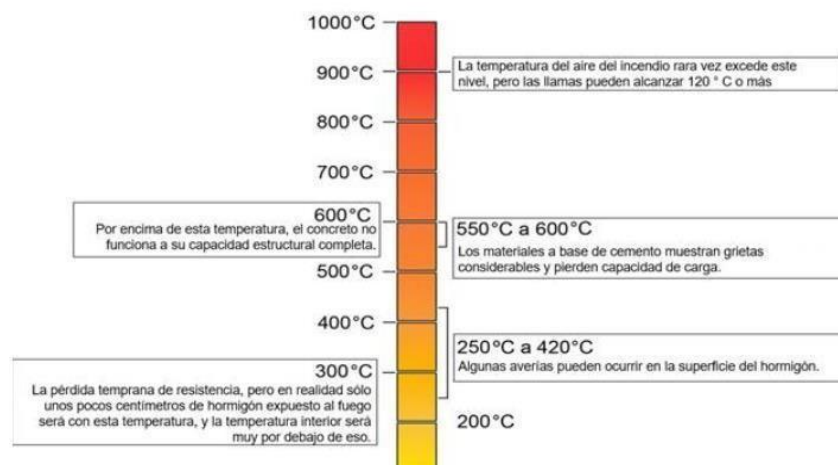 1000°C
900°C
La temperatura del aire del incendio rara vez excede este
nivel, pero las llamas pueden alcanzar 120 ° C o más
800°C
700°C
600°C
Por encima de esta temperatura, el concreto no
funciona a su capacidad estructural completa.
550°C a 600°C
Los materiales a base de cemento muestran grietas
considerables y pierden capacidad de carga.
500°C
400°C
250°C a 420°C
Algunas averías pueden ocurrir en la superficie del hormigón.
300°C
La pérdida temprana de resistencia, pero en realidad sólo
unos pocos centímetros de hormigón expuesto al fuego
será con esta temperatura, y la temperatura interior será
muy por debajo de eso.
200°C